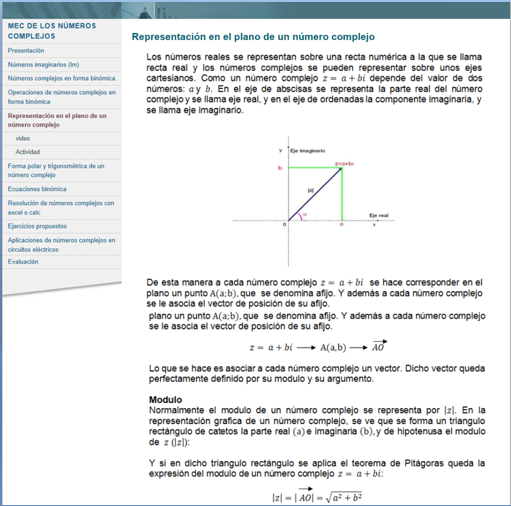 MEC DE LOS NÚMEROS
COMPLEJOS
Presentación
Números imaginarios (Im)
Números complejos en forma binómica
Operaciones de números complejos en
forma binómica
Representación en el plano de un
número complejo
video
Actividad
Forma polar y trigonométrica de un
número complejo
Ecuaciones binómica
Resolución de números complejos con
excel o calc
Ejercicios propuestos
Aplicaciones de números complejos en
circuitos eléctricos
Evaluación
Representación en el plano de un número complejo
Los números reales se representan sobre una recta numérica a la que se llama
recta real y los números complejos se pueden representar sobre unos ejes
cartesianos. Como un número complejo z = a + bi depende del valor de dos
números: a y b. En el eje de abscisas se representa la parte real del número
complejo y se llama eje real, y en el eje de ordenadas la componente imaginaria, y
se llama eje imaginario.
Y Eje imaginario
b z=a+bi
|z|
α
Eje real
0 a x
De esta manera a cada número complejo z = a + bi se hace corresponder en el
plano un punto A(a;b), que se denomina afijo. Y además a cada número complejo
se le asocia el vector de posición de su afijo.
plano un punto A(a;b), que se denomina afijo. Y además a cada número complejo
se le asocia el vector de posición de su afijo.
z = a + bi ⟶ A(a,b) ⟶ AO
Lo que se hace es asociar a cada número complejo un vector. Dicho vector queda
perfectamente definido por su modulo y su argumento.
Modulo
Normalmente el modulo de un número complejo se representa por |z|. En la
representación grafica de un número complejo, se ve que se forma un triangulo
rectángulo de catetos la parte real (a) e imaginaria (b), y de hipotenusa el modulo
de z (|z|):
Y si en dicho triangulo rectángulo se aplica el teorema de Pitágoras queda la
expresión del modulo de un número complejo z = a + bi:
|z| = | AO| = √a² + b²